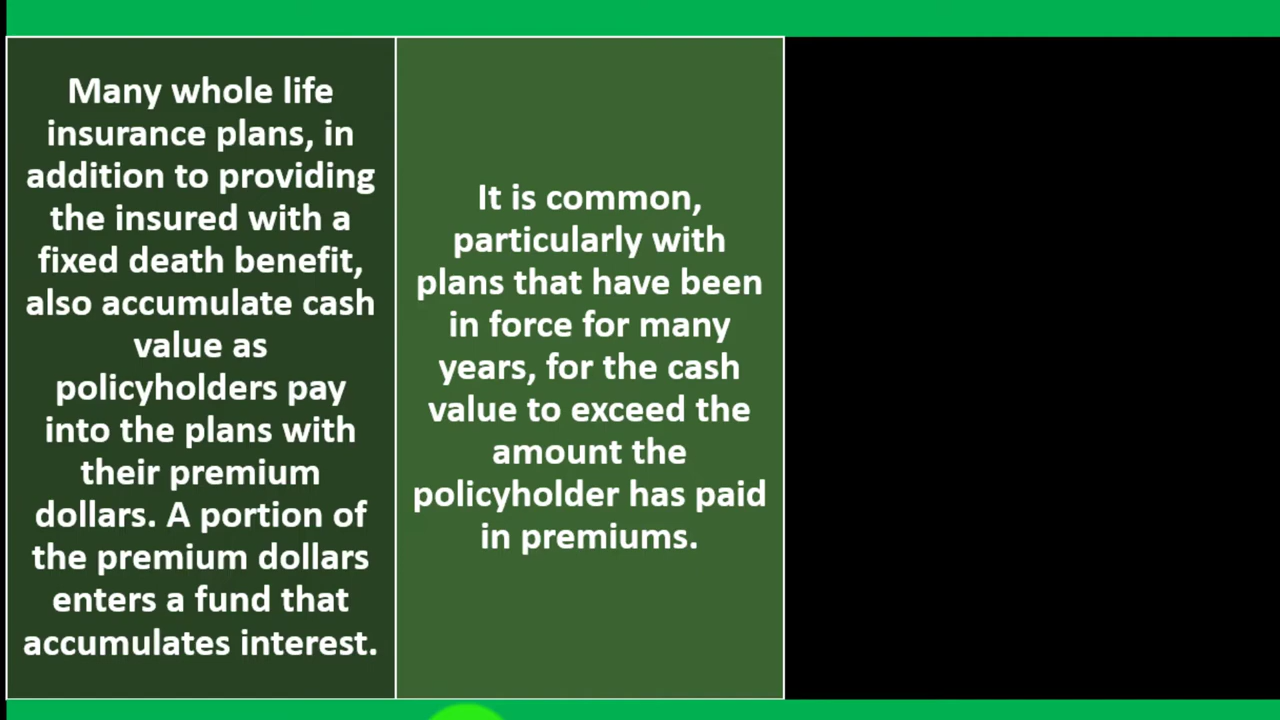 Many whole life
insurance plans, in
addition to providing
the insured with a
fixed death benefit,
also accumulate cash
value as
policyholders pay
into the plans with
their premium
dollars. A portion of
the premium dollars
enters a fund that
accumulates interest.
It is common,
particularly with
plans that have been
in force for many
years, for the cash
value to exceed the
amount the
policyholder has paid
in premiums.